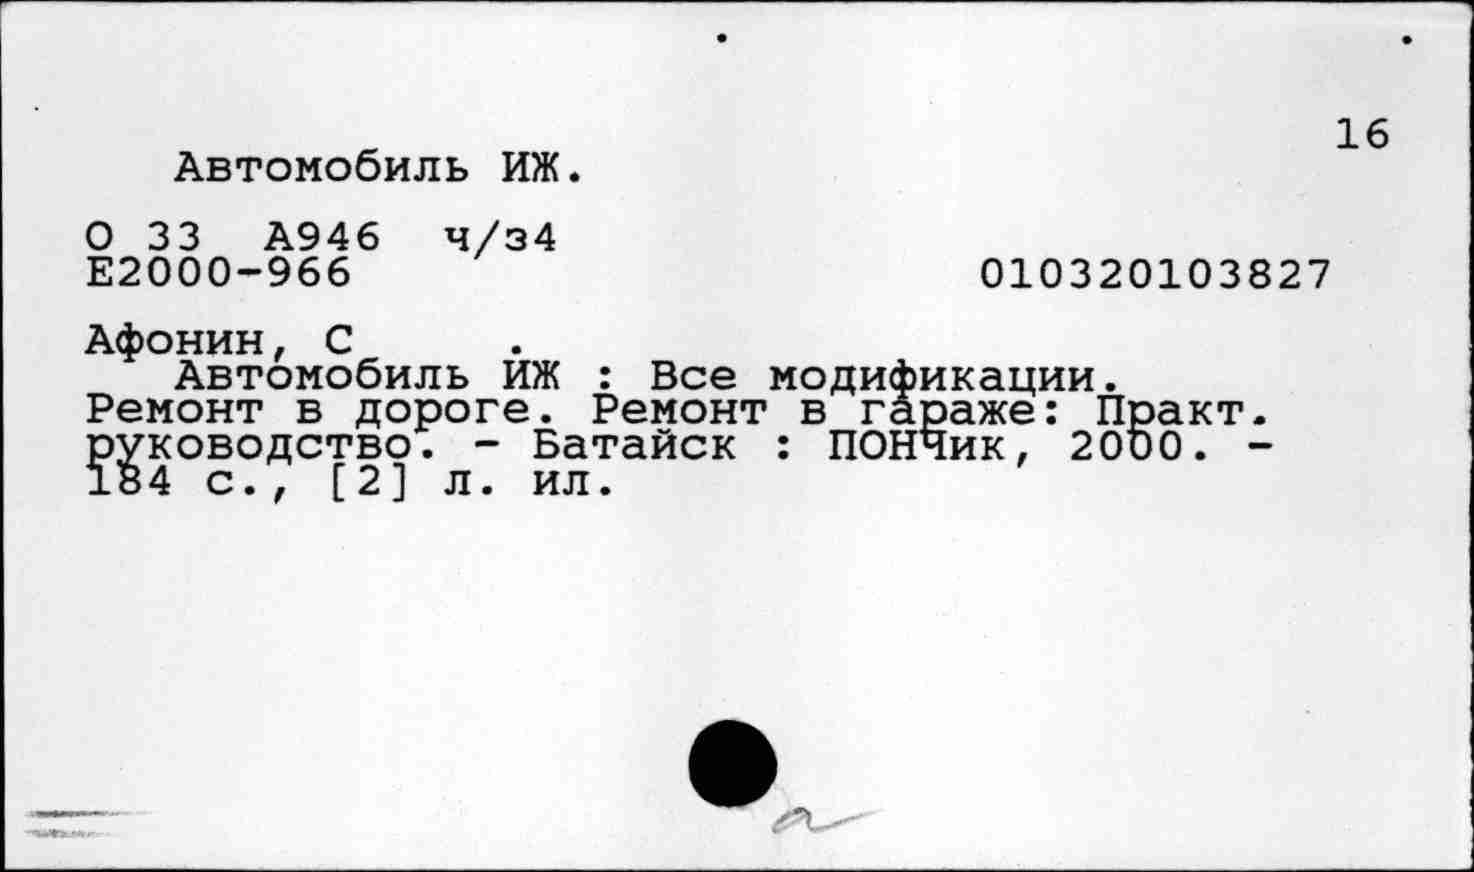 16
Автомобиль ИЖ.
О 33 А946 ч/з4
Е2000-966 010320103827
Афонин, С .
Автомобиль ИЖ : Все модификации.
Ремонт в дороге. Ремонт в гараже: Практ.
руководство. - Батайск : ПОНЧик, 2000. -
184 с., [2] л. ил.